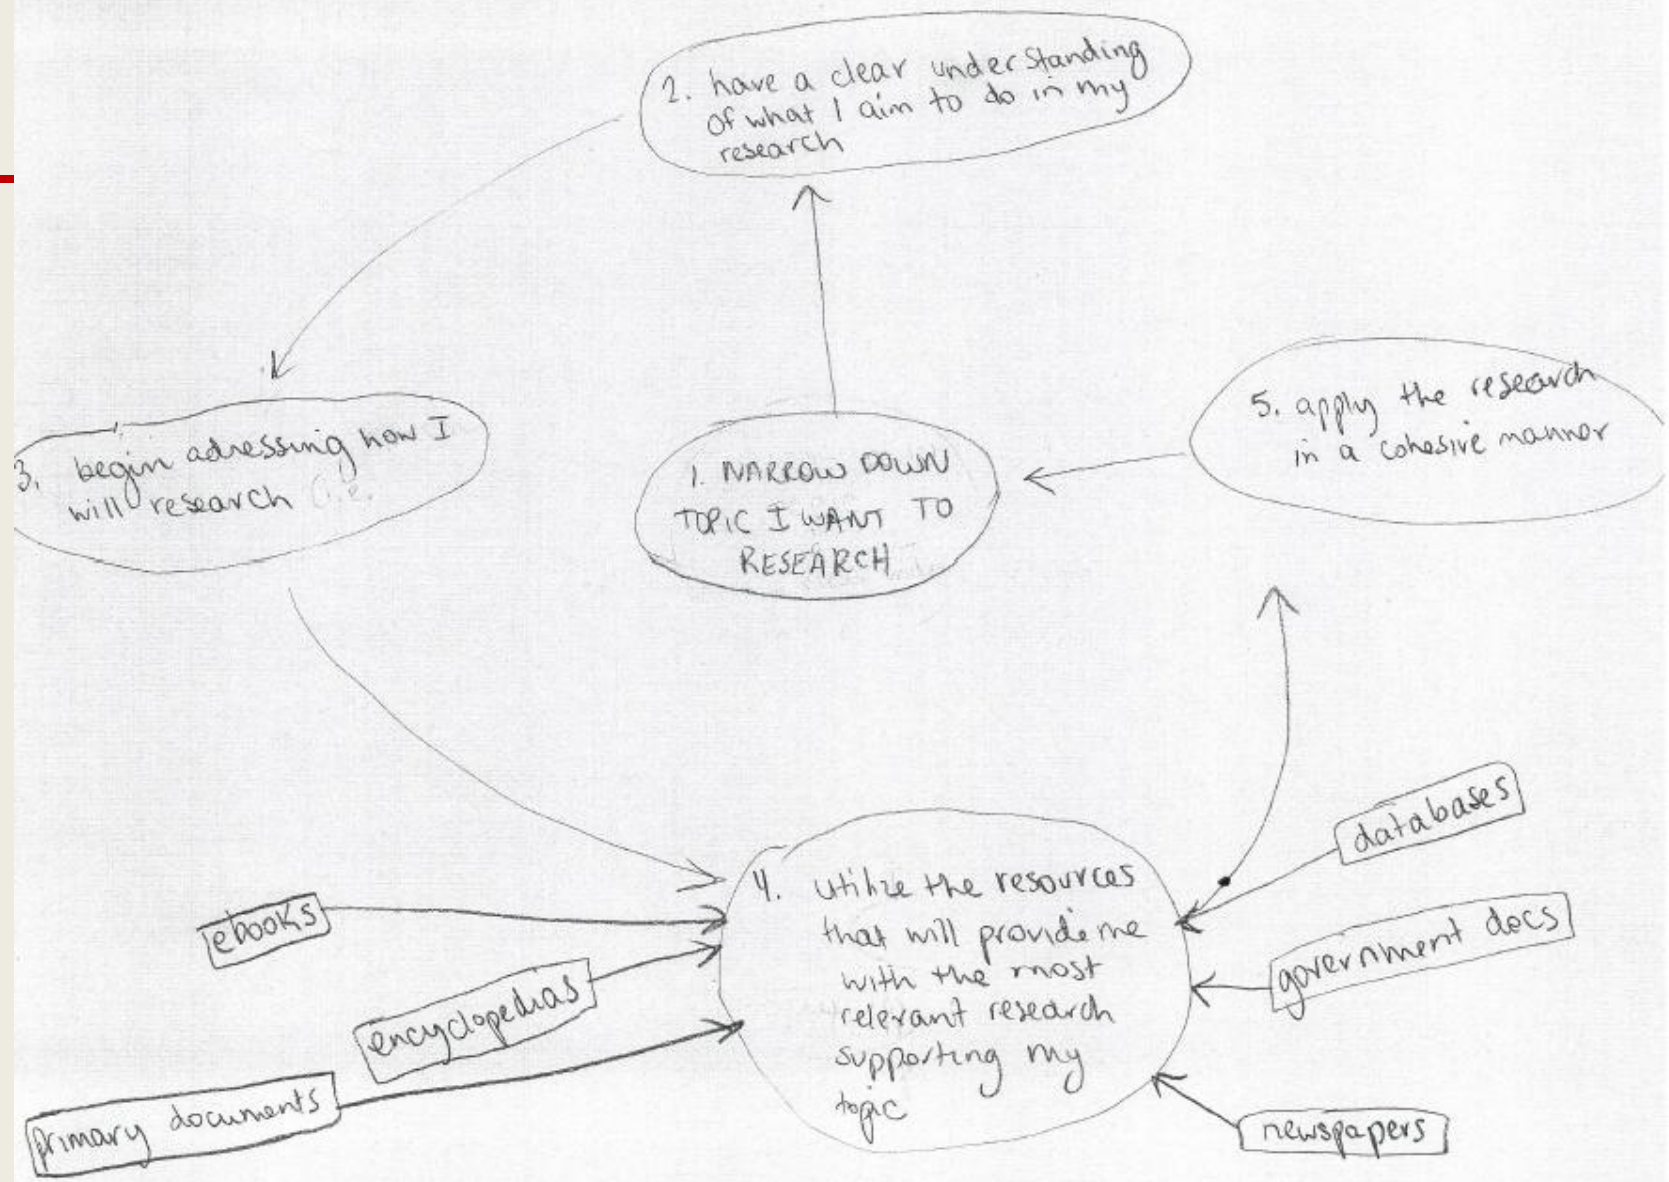 2. have a clear understanding
of what I aim to do in my
research
3. begin adressing how I
will research (i.e.
1. NARROW DOWN
TOPIC I WANT TO
RESEARCH
5. apply the research
in a cohesive manner
4. utilize the resources
that will provide me
with the most
relevant research
supporting my
topic
ebooks
encyclopedias
primary documents
databases
government docs
newspapers